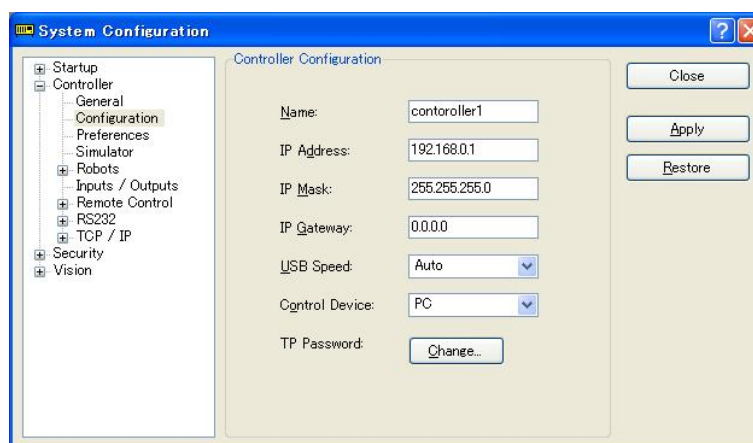 System Configuration
Startup
Controller
General
Configuration
Preferences
Simulator
Robots
Inputs / Outputs
Remote Control
RS232
TCP / IP
Security
Vision
Controller Configuration
Name: contoroller1
IP Address: 192.168.0.1
IP Mask: 255.255.255.0
IP Gateway: 0.0.0.0
USB Speed: Auto
Control Device: PC
TP Password: Change...
Close
Apply
Restore